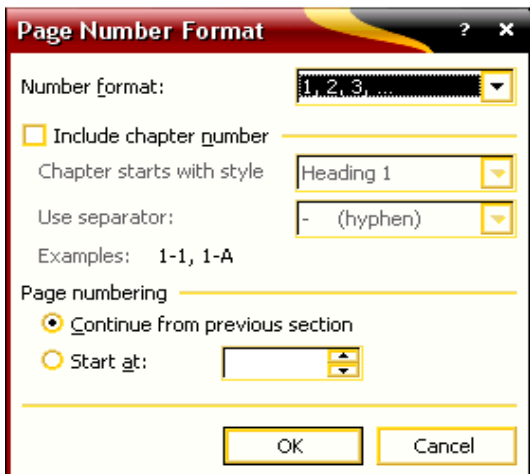 Page Number Format ? ×
Number format: 1, 2, 3, ...
Include chapter number
Chapter starts with style Heading 1
Use separator: - (hyphen)
Examples: 1-1, 1-A
Page numbering
Continue from previous section
Start at:
OK Cancel